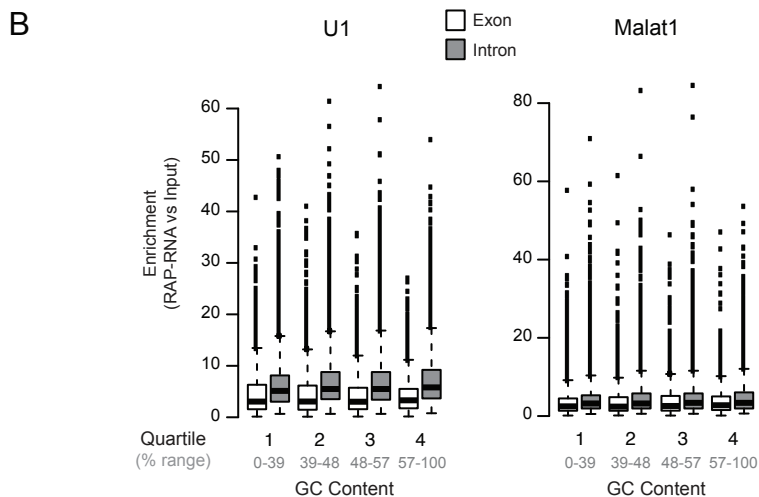 B
U1
Exon
Intron
Malat1
Enrichment
(RAP-RNA vs Input)
60
50
40
30
20
10
0
80
60
40
20
0
Quartile
1 2 3 4
1 2 3 4
(% range)
0-39 39-48 48-57 57-100
0-39 39-48 48-57 57-100
GC Content
GC Content